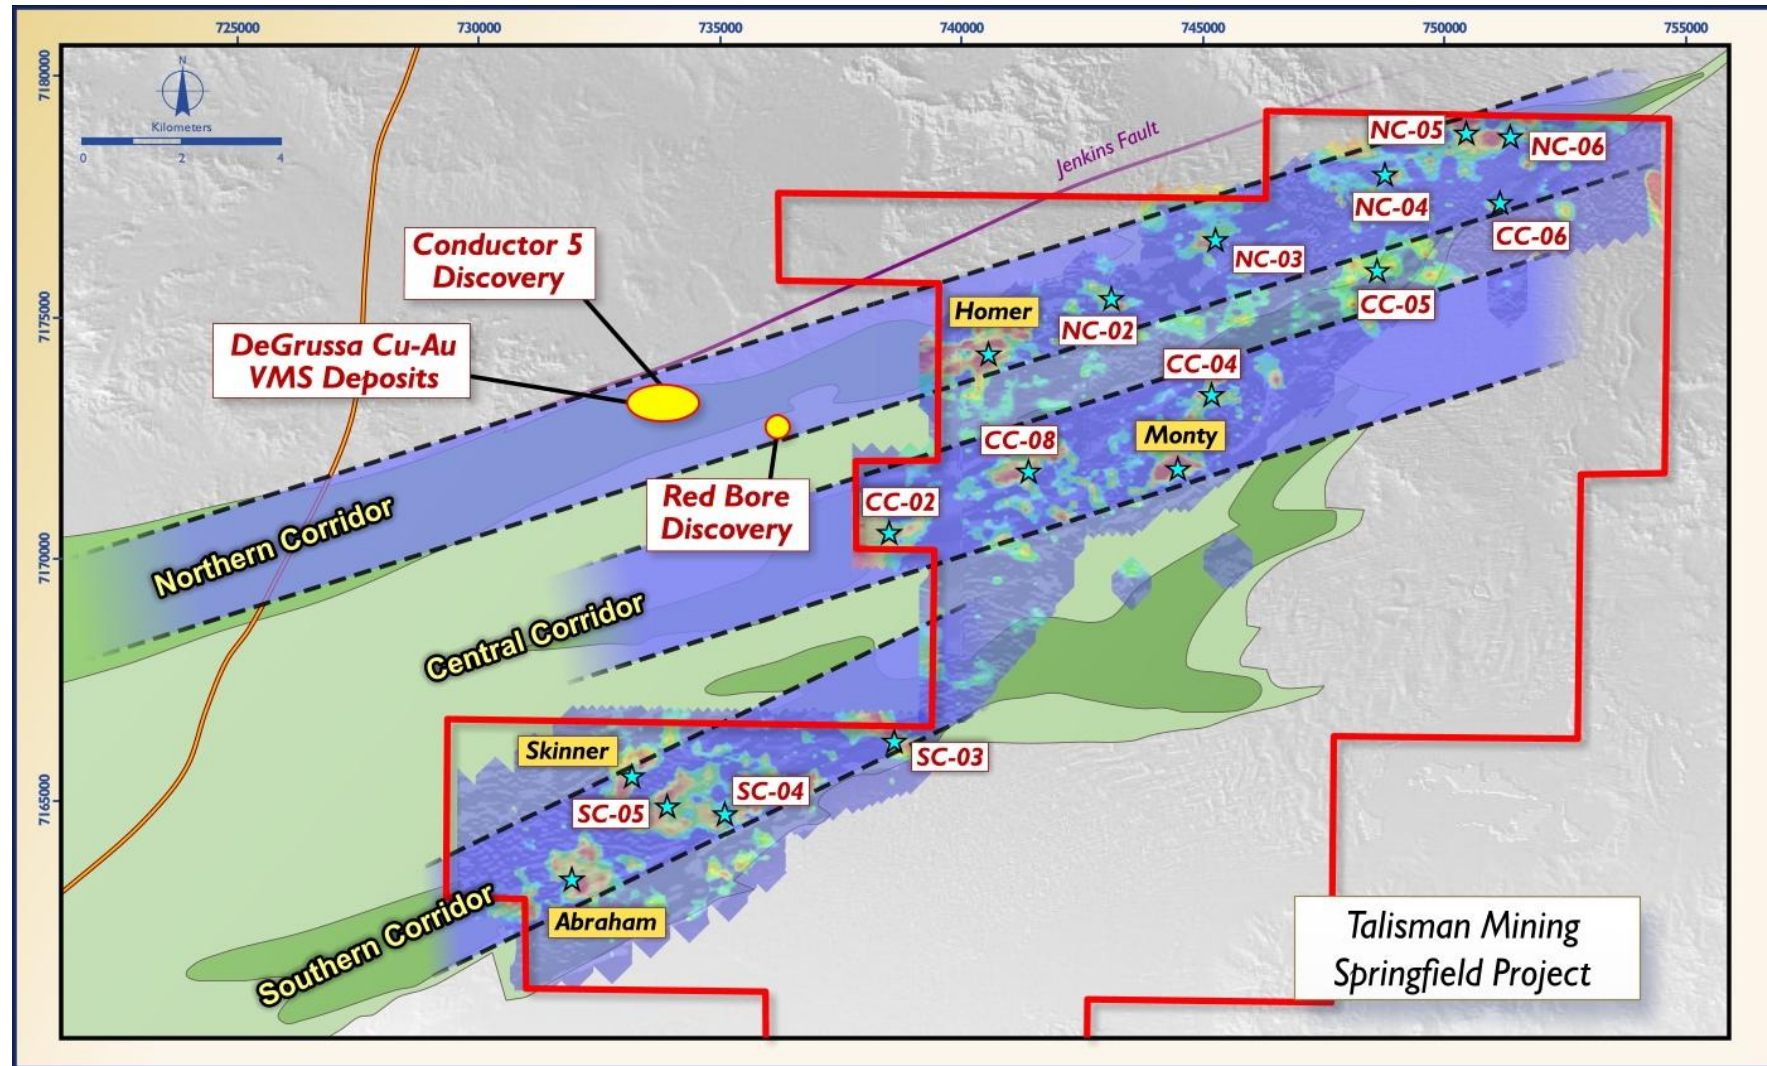 725000
730000
735000
740000
745000
750000
755000
7180000
7175000
7170000
7165000
N
Kilometers
0
2
4
Jenkins Fault
NC-05
NC-06
NC-04
CC-06
NC-03
CC-05
Conductor 5
Discovery
DeGrussa Cu-Au
VMS Deposits
Homer
NC-02
CC-04
CC-08
Monty
Red Bore
Discovery
CC-02
Northern Corridor
Central Corridor
Skinner
SC-03
SC-05
SC-04
Abraham
Southern Corridor
Talisman Mining
Springfield Project